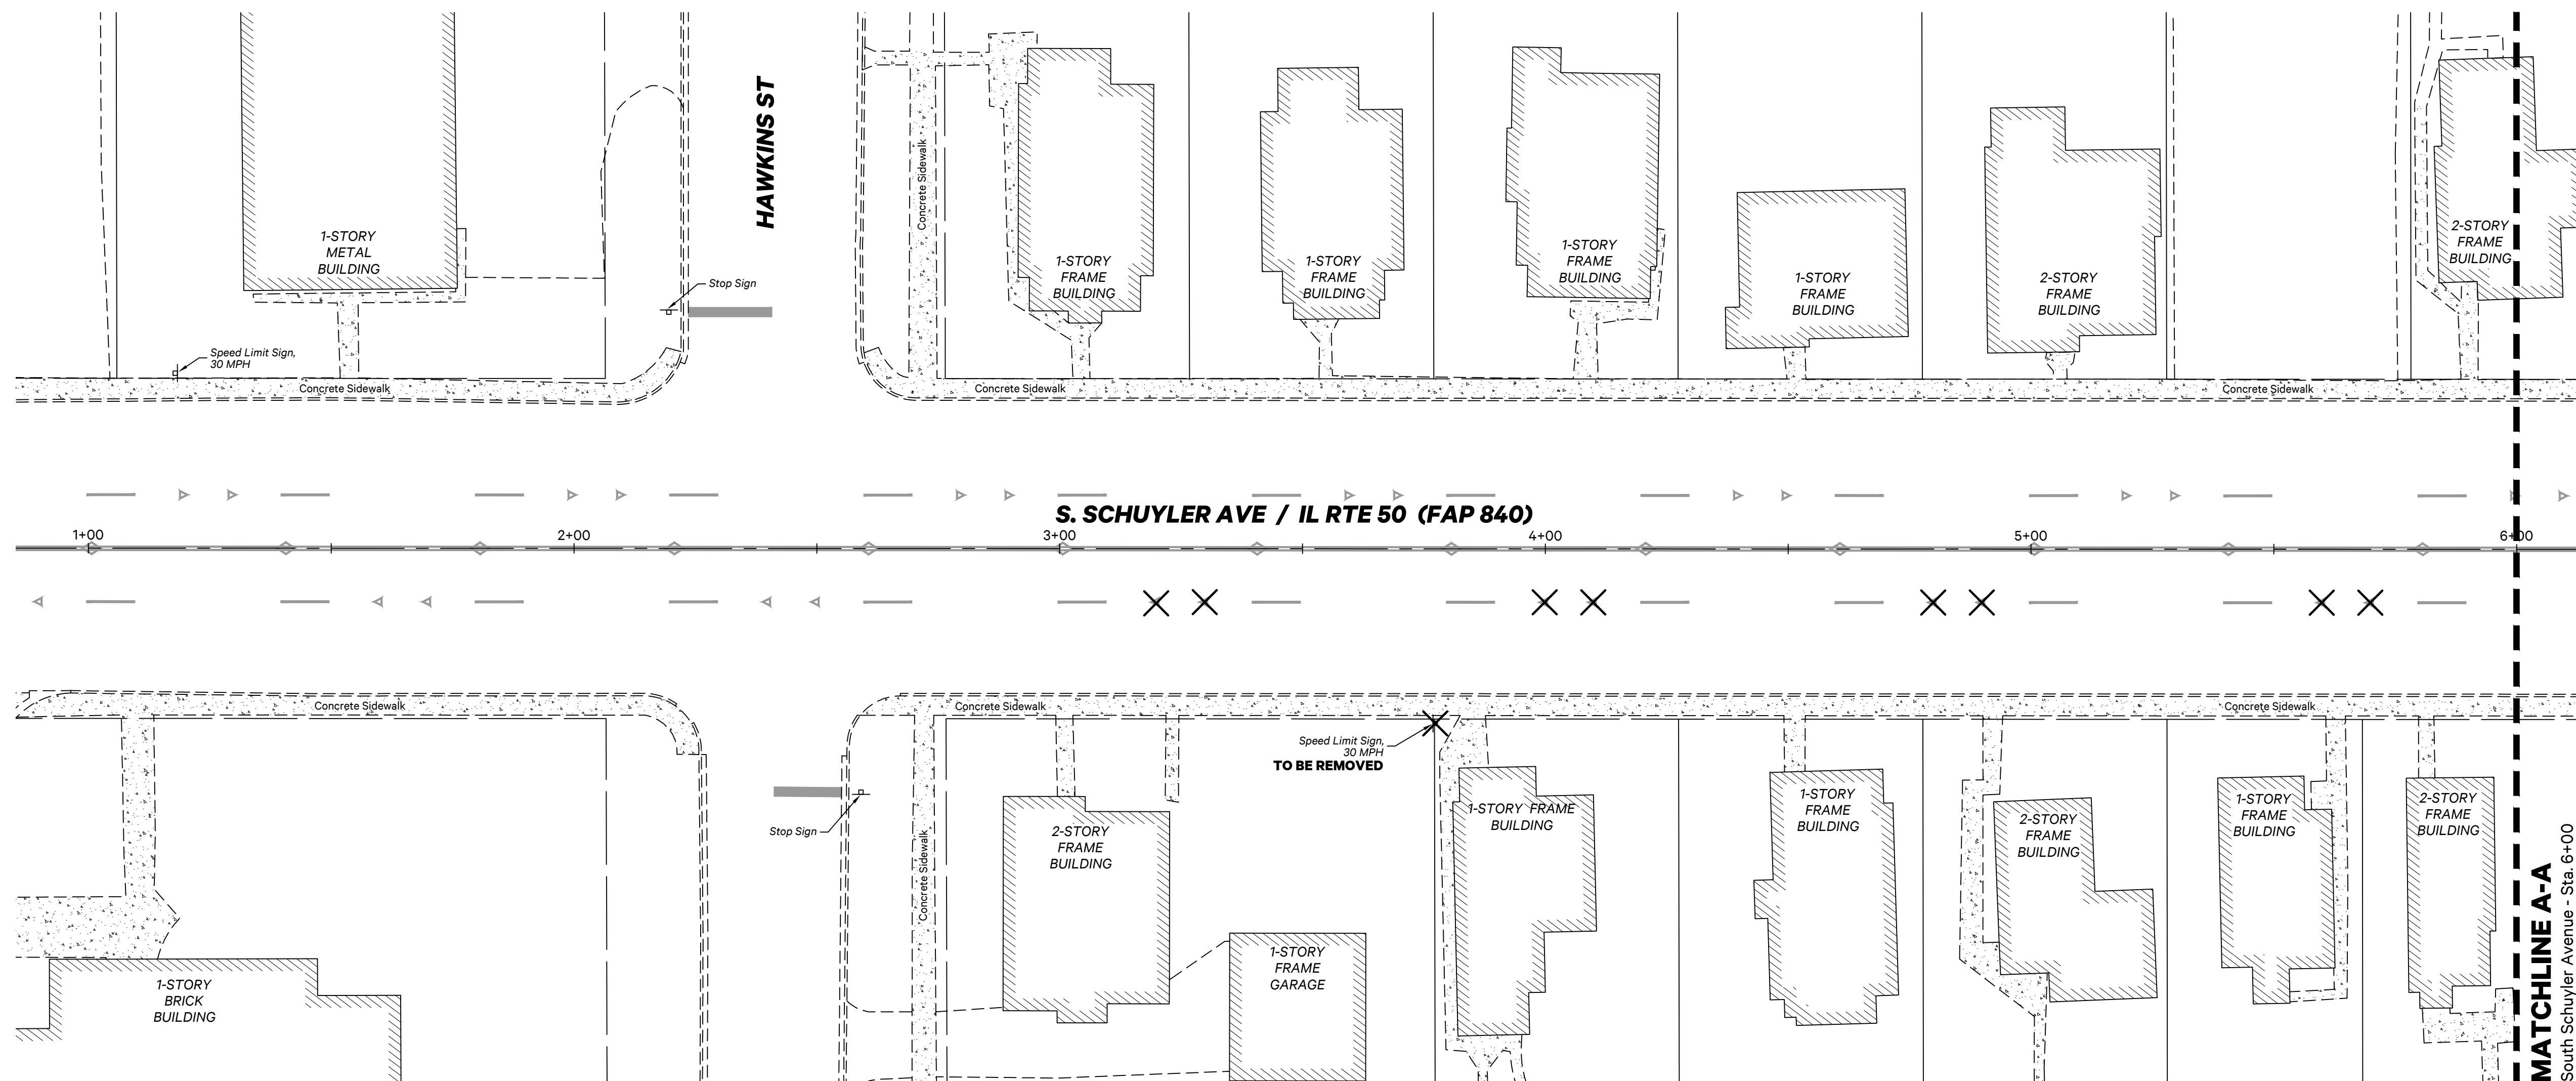 HAWKINS ST
Concrete Sidewalk
1-STORY
METAL
BUILDING
1-STORY
FRAME
BUILDING
1-STORY
FRAME
BUILDING
1-STORY
FRAME
BUILDING
1-STORY
FRAME
BUILDING
2-STORY
FRAME
BUILDING
2-STORY
FRAME
BUILDING
Stop Sign
Speed Limit Sign,
30 MPH
Concrete Sidewalk
Concrete Sidewalk
Concrete Sidewalk
S. SCHUYLER AVE / IL RTE 50 (FAP 840)
1+00
2+00
3+00
4+00
5+00
6+00
Concrete Sidewalk
Concrete Sidewalk
Concrete Sidewalk
Speed Limit Sign,
30 MPH
TO BE REMOVED
Stop Sign
Concrete Sidewalk
2-STORY
FRAME
BUILDING
1-STORY FRAME
BUILDING
1-STORY
FRAME
BUILDING
2-STORY
FRAME
BUILDING
1-STORY
FRAME
BUILDING
2-STORY
FRAME
BUILDING
1-STORY
BRICK
BUILDING
1-STORY
FRAME
GARAGE
MATCHLINE A-A
South Schuyler Avenue - Sta. 6+00